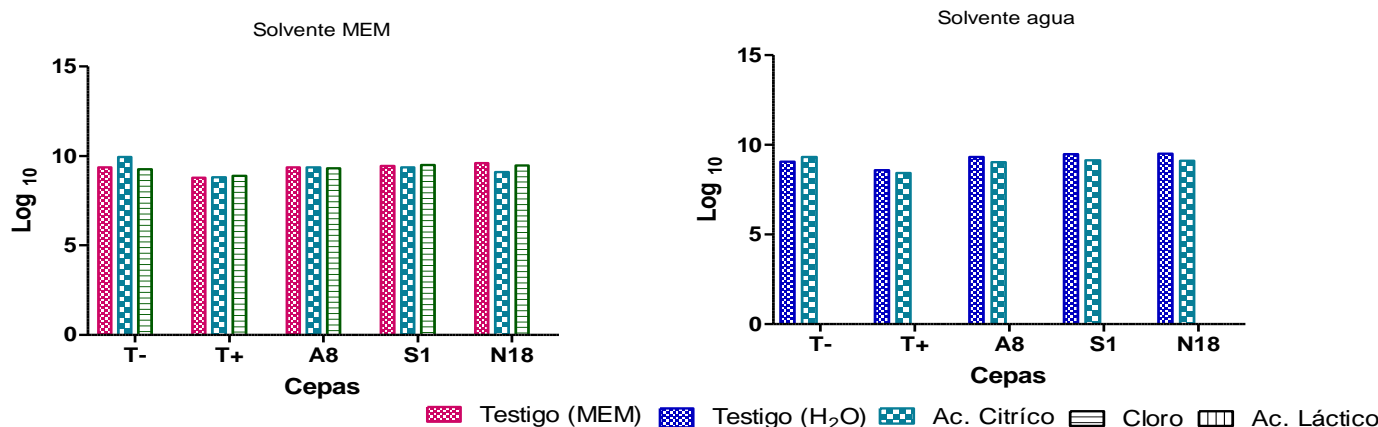 Solvente MEM
15
10
5
0
Log 10
T- T+ A8 S1 N18
Cepas
Solvente agua
15
10
5
0
Log 10
T- T+ A8 S1 N18
Cepas
Testigo (MEM) Testigo (H₂O) Ac. Citríco Cloro Ac. Láctico